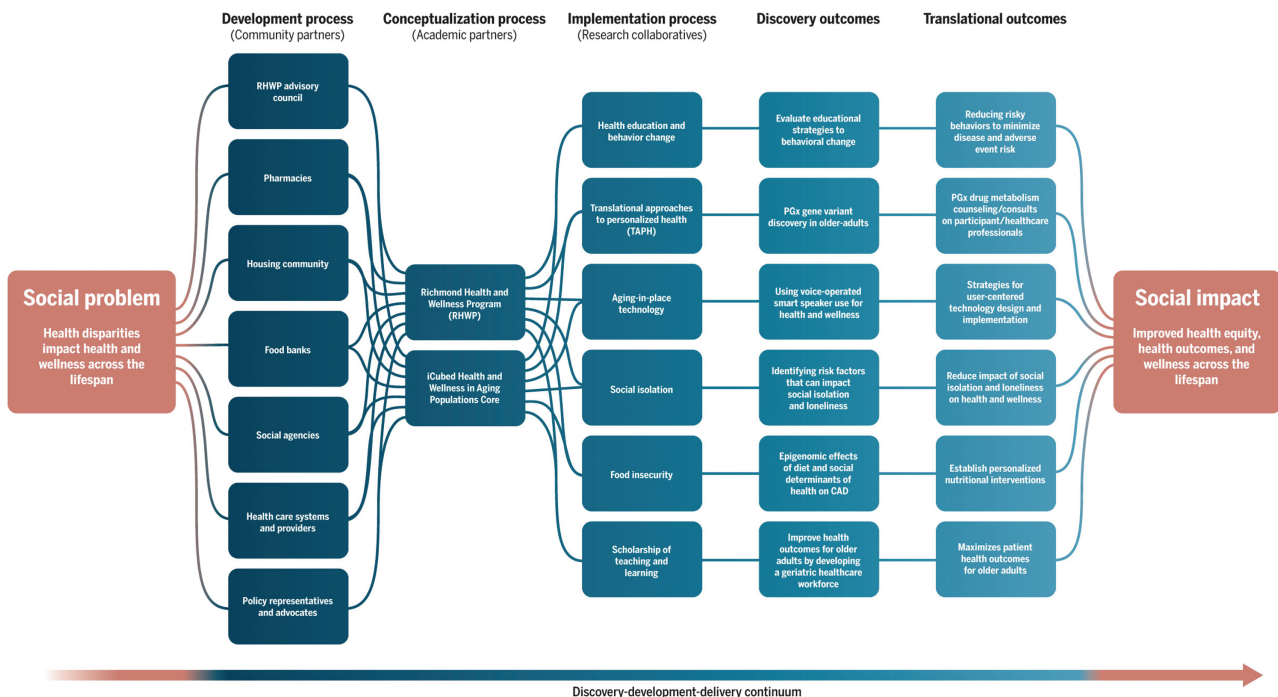 Development process
(Community partners)
Conceptualization process
(Academic partners)
Implementation process
(Research collaboratives)
Discovery outcomes
Translational outcomes
Social problem
Health disparities
impact health and
wellness across the
lifespan
RHWP advisory
council
Pharmacies
Housing community
Food banks
Social agencies
Health care systems
and providers
Policy representatives
and advocates
Richmond Health and
Wellness Program
(RHWP)
iCubed Health and
Wellness in Aging
Populations Core
Health education and
behavior change
Translational approaches
to personalized health
(TAPH)
Aging-in-place
technology
Social isolation
Food insecurity
Scholarship of
teaching and
learning
Evaluate educational
strategies to
behavioral change
PGx gene variant
discovery in older-adults
Using voice-operated
smart speaker use for
health and wellness
Identifying risk factors
that can impact
social isolation
and loneliness
Epigenomic effects
of diet and social
determinants of
health on CAD
Improve health
outcomes for older
adults by developing
a geriatric healthcare
workforce
Reducing risky
behaviors to minimize
disease and adverse
event risk
PGx drug metabolism
counseling/consults
on participant/healthcare
professionals
Strategies for
user-centered
technology design and
implementation
Reduce impact of social
isolation and loneliness
on health and wellness
Establish personalized
nutritional interventions
Maximizes patient
health outcomes
for older adults
Social impact
Improved health equity,
health outcomes, and
wellness across the
lifespan
Discovery-development-delivery continuum